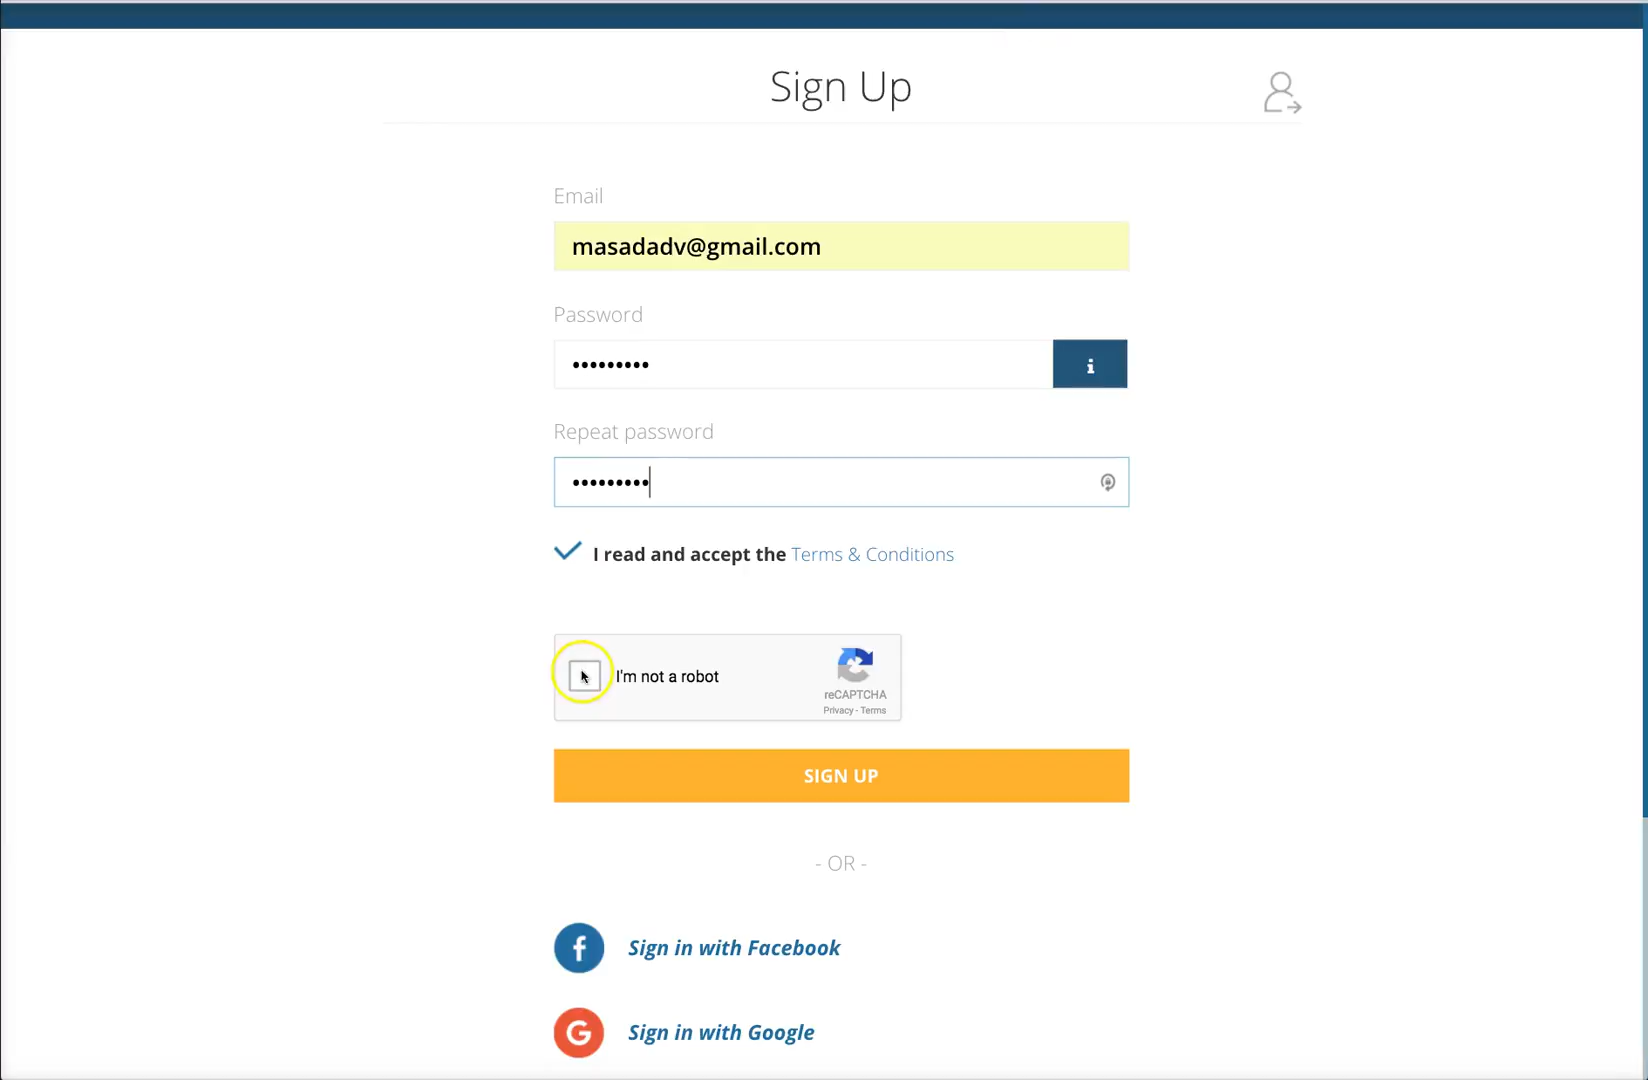 Sign Up
Email
masadadv@gmail.com
Password
•••••••••
i
Repeat password
•••••••••
I read and accept the Terms & Conditions
I'm not a robot
reCAPTCHA
Privacy - Terms
SIGN UP
- OR -
f
Sign in with Facebook
G
Sign in with Google